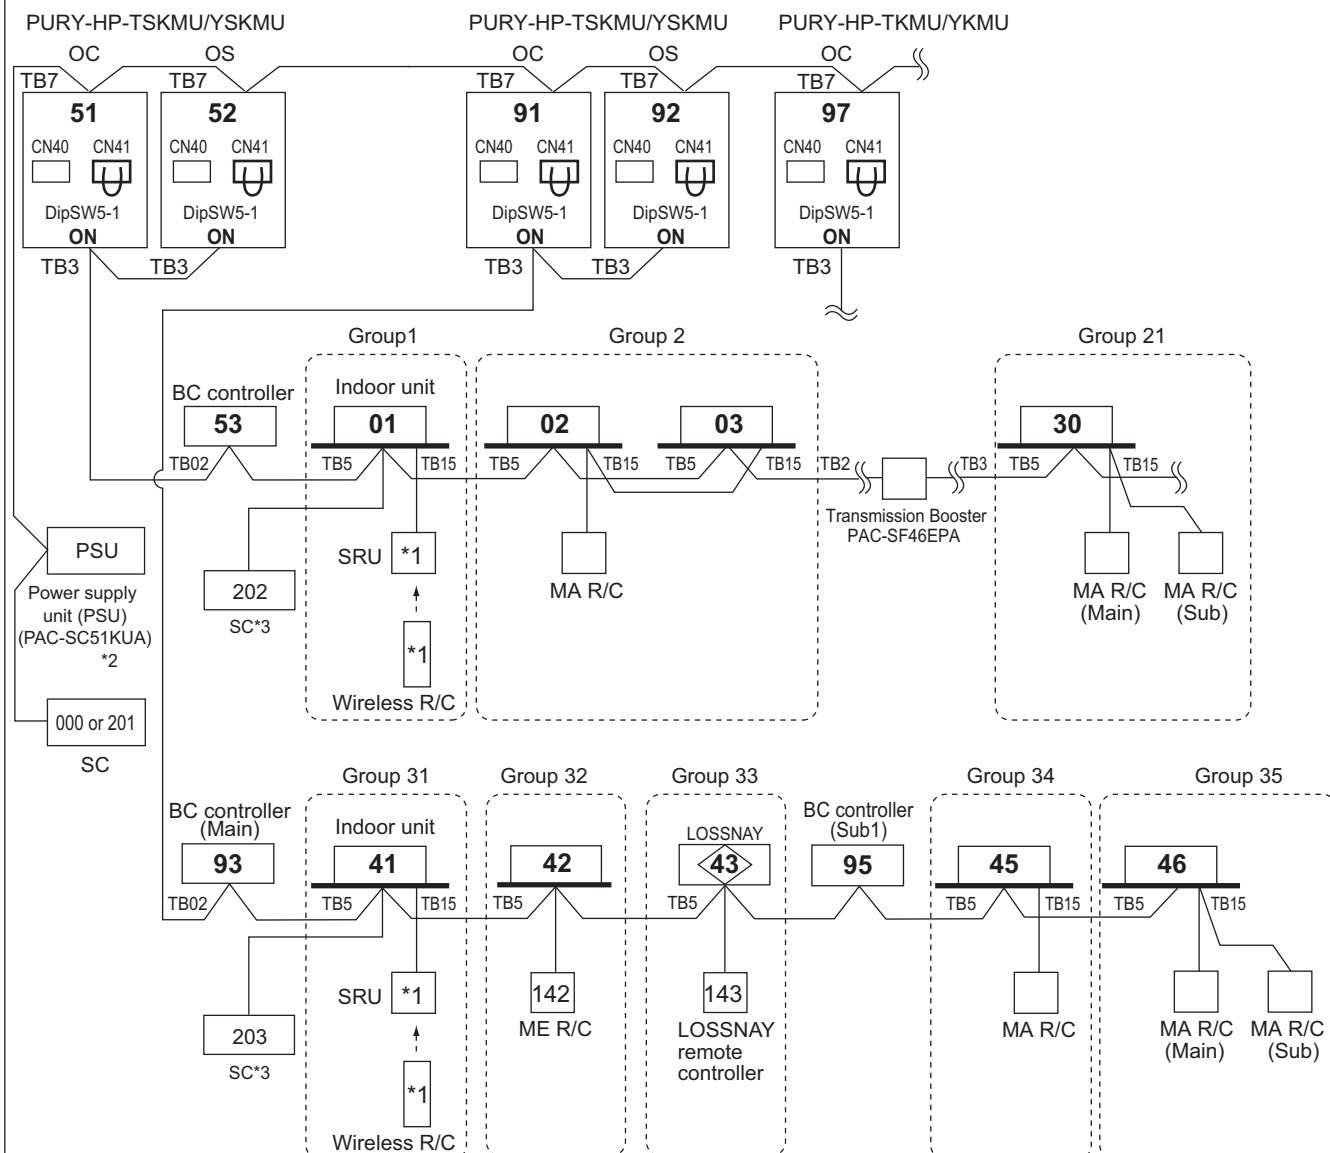 PURY-HP-TSKMU/YSKMU PURY-HP-TSKMU/YSKMU PURY-HP-TKMU/YKMU
OC OS OC OS OC
TB7 TB7 TB7 TB7 TB7
51 52 91 92 97
CN40 CN41 CN40 CN41 CN40 CN41 CN40 CN41 CN40 CN41
DipSW5-1 DipSW5-1 DipSW5-1 DipSW5-1 DipSW5-1
ON ON ON ON ON
TB3 TB3 TB3 TB3 TB3
Group1 Group 2 Group 21
BC controller Indoor unit
53 01 02 03 30
TB02 TB5 TB15 TB5 TB15 TB5 TB15 TB2 TB3 TB5 TB15
Transmission Booster
PAC-SF46EPA
PSU
Power supply
unit (PSU)
(PAC-SC51KUA)
*2
202
SC*3
SRU *1
*1
Wireless R/C
MA R/C
MA R/C
(Main)
MA R/C
(Sub)
000 or 201
SC
Group 31 Group 32 Group 33 Group 34 Group 35
BC controller
(Main)
Indoor unit
LOSSNAY
BC controller
(Sub1)
93 41 42 43 95 45 46
TB02 TB5 TB15 TB5 TB5 TB5 TB15 TB5 TB15
203
SC*3
SRU *1
*1
Wireless R/C
142
ME R/C
143
LOSSNAY
remote
controller
MA R/C
MA R/C
(Main)
MA R/C
(Sub)